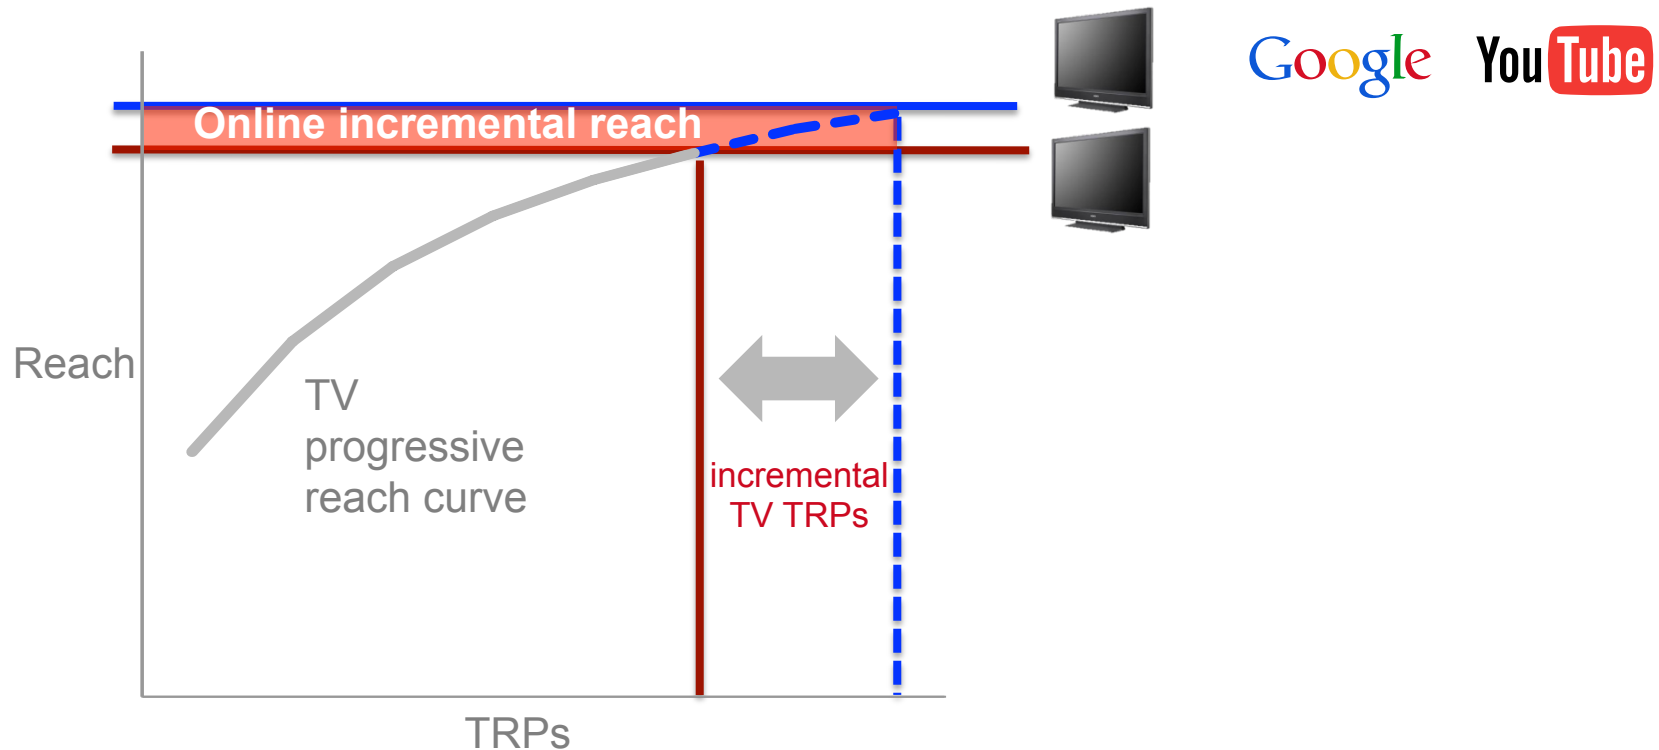 Google YouTube
Online incremental reach
Reach
TV
progressive
reach curve
incremental
TV TRPs
TRPs